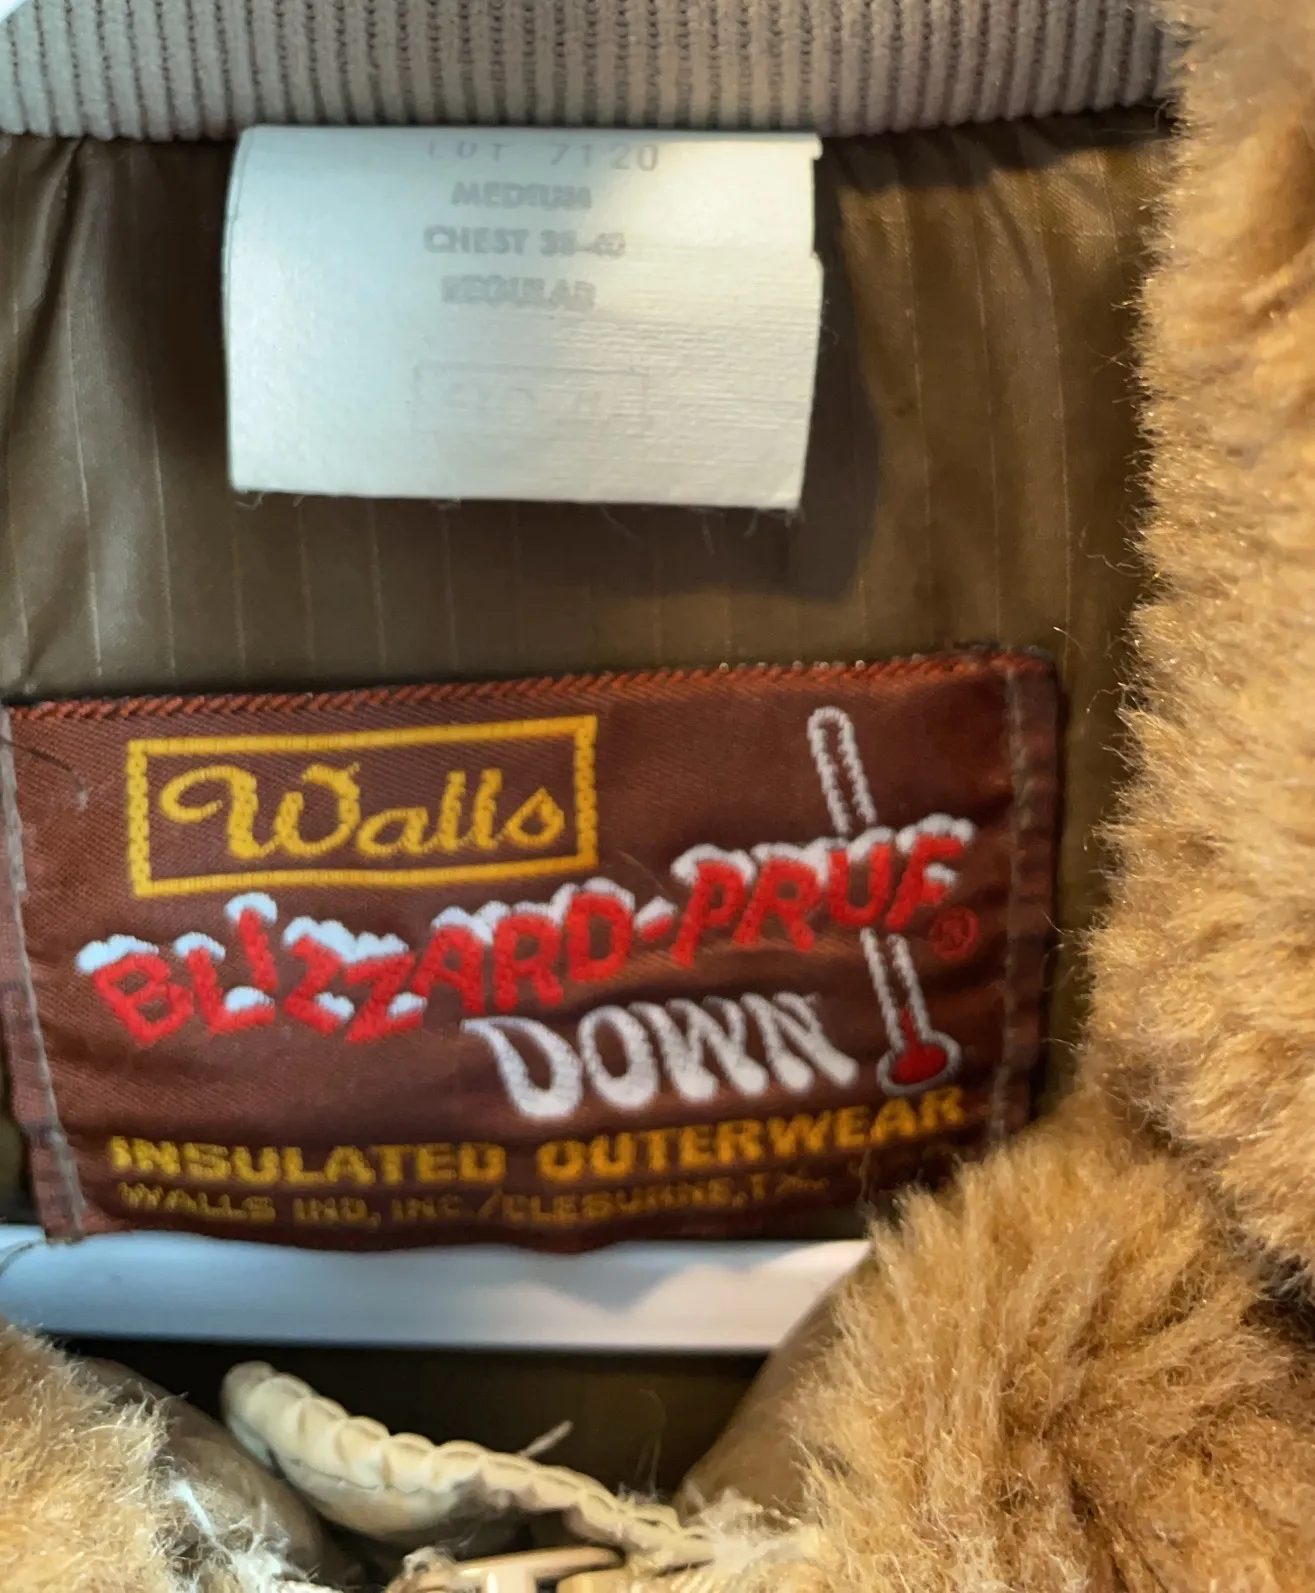 LOT 7120
MEDIUM
CHEST 38-40
REGULAR
Walls
BLIZZARD-PRUF®
DOWN
INSULATED OUTERWEAR
WALLS IND, INC./CLEBURNE, TX.